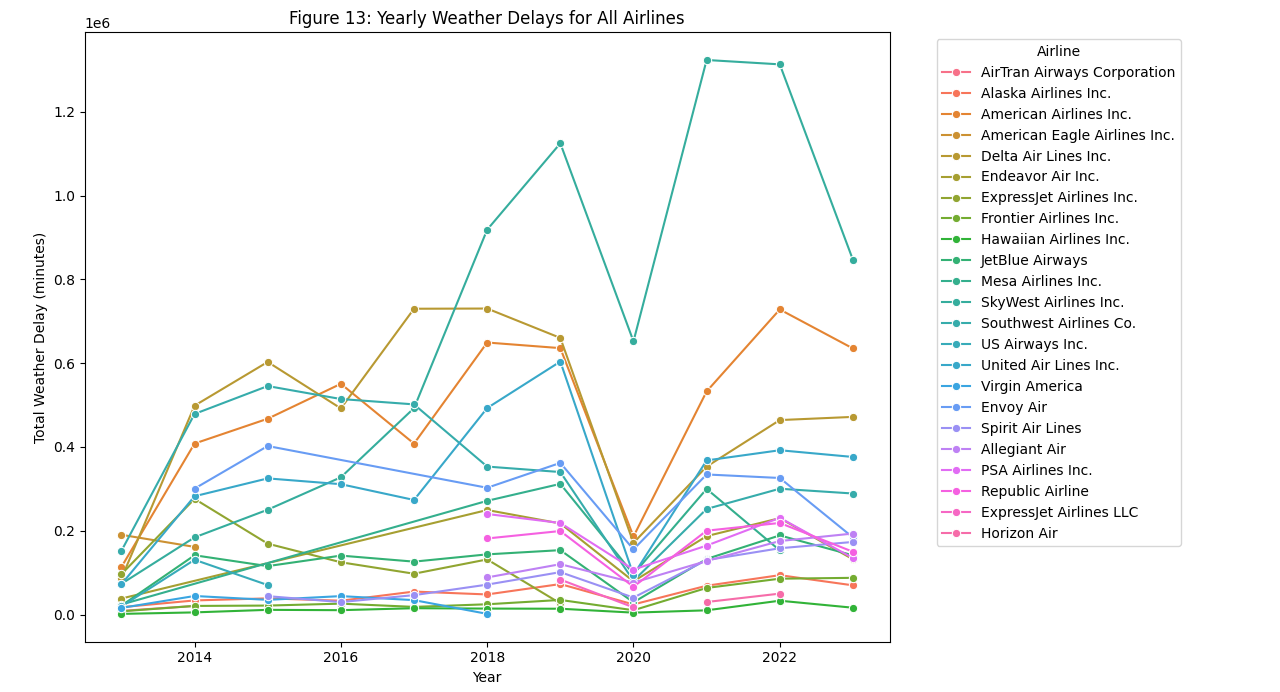 Figure 13: Yearly Weather Delays for All Airlines
1e6
1.2
1.0
0.8
0.6
0.4
0.2
0.0
Total Weather Delay (minutes)
2014
2016
2018
2020
2022
Year
Airline
AirTran Airways Corporation
Alaska Airlines Inc.
American Airlines Inc.
American Eagle Airlines Inc.
Delta Air Lines Inc.
Endeavor Air Inc.
ExpressJet Airlines Inc.
Frontier Airlines Inc.
Hawaiian Airlines Inc.
JetBlue Airways
Mesa Airlines Inc.
SkyWest Airlines Inc.
Southwest Airlines Co.
US Airways Inc.
United Air Lines Inc.
Virgin America
Envoy Air
Spirit Air Lines
Allegiant Air
PSA Airlines Inc.
Republic Airline
ExpressJet Airlines LLC
Horizon Air